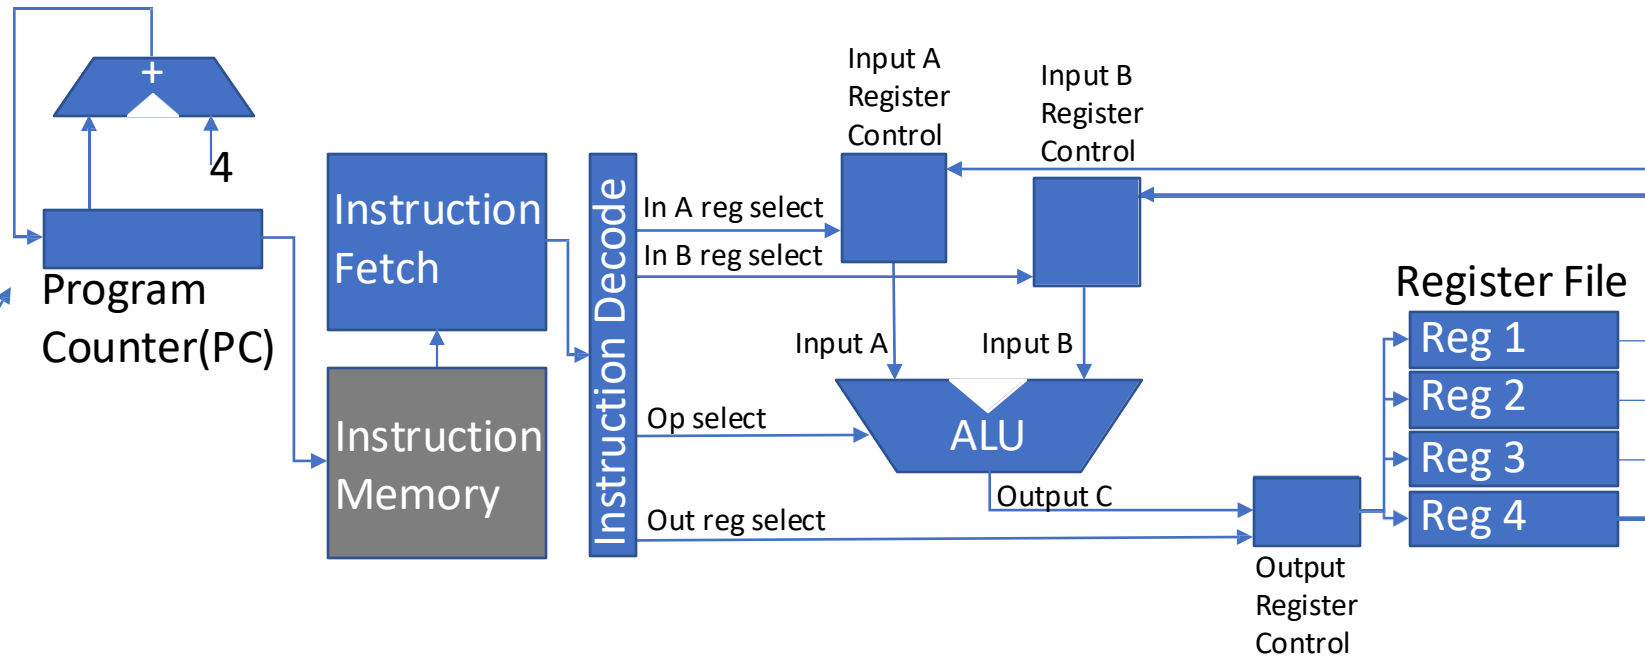 +
4
Program
Counter(PC)
Instruction
Fetch
Instruction
Memory
Instruction Decode
In A reg select
In B reg select
Op select
Out reg select
Input A
Register
Control
Input B
Register
Control
Input A
Input B
ALU
Output C
Output
Register
Control
Register File
Reg 1
Reg 2
Reg 3
Reg 4